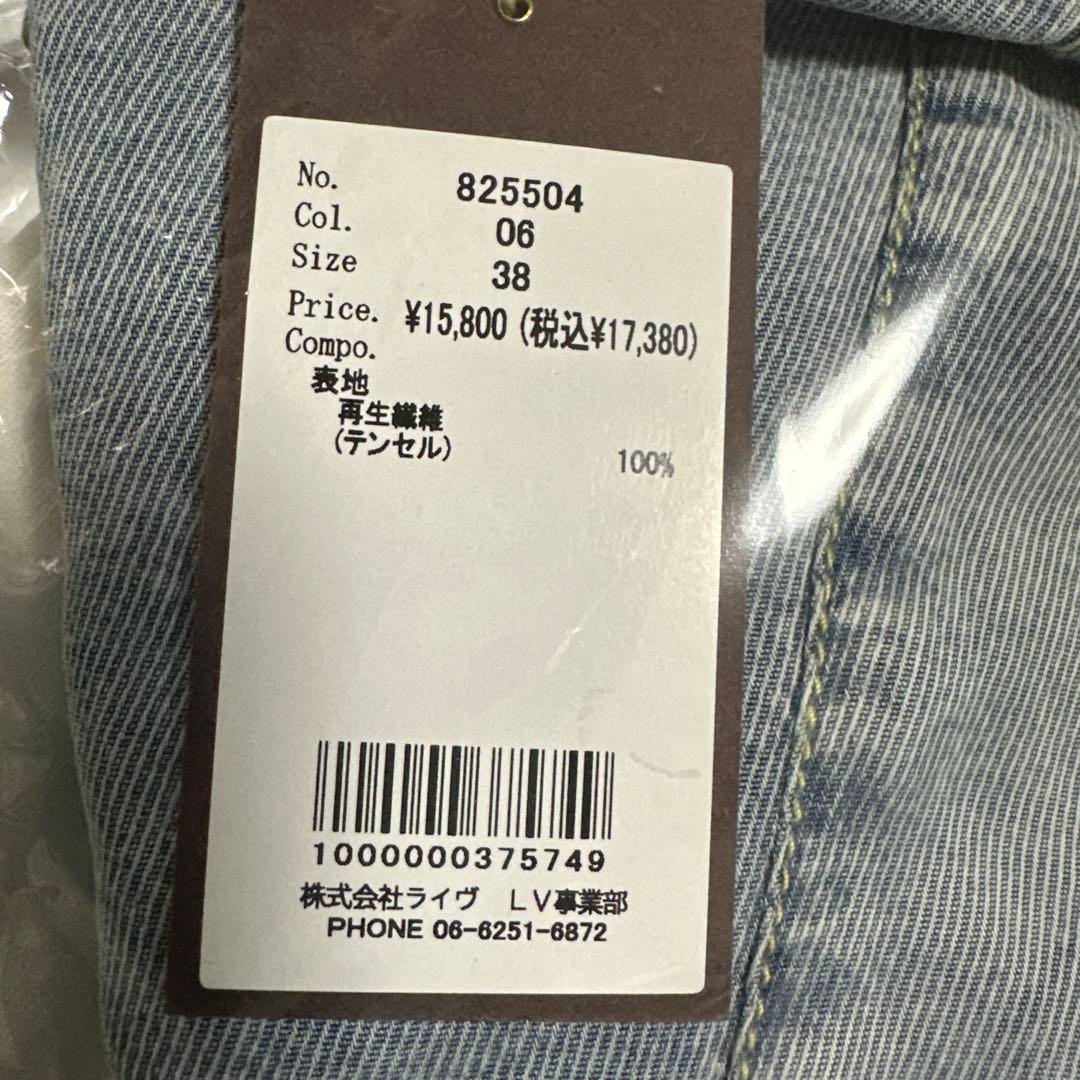 No. 825504
Col. 06
Size 38
Price. ¥15,800 (税込¥17,380)
Compo.
表地
再生繊維
(テンセル) 100%
1000000375749
株式会社ライヴ LV事業部
PHONE 06-6251-6872